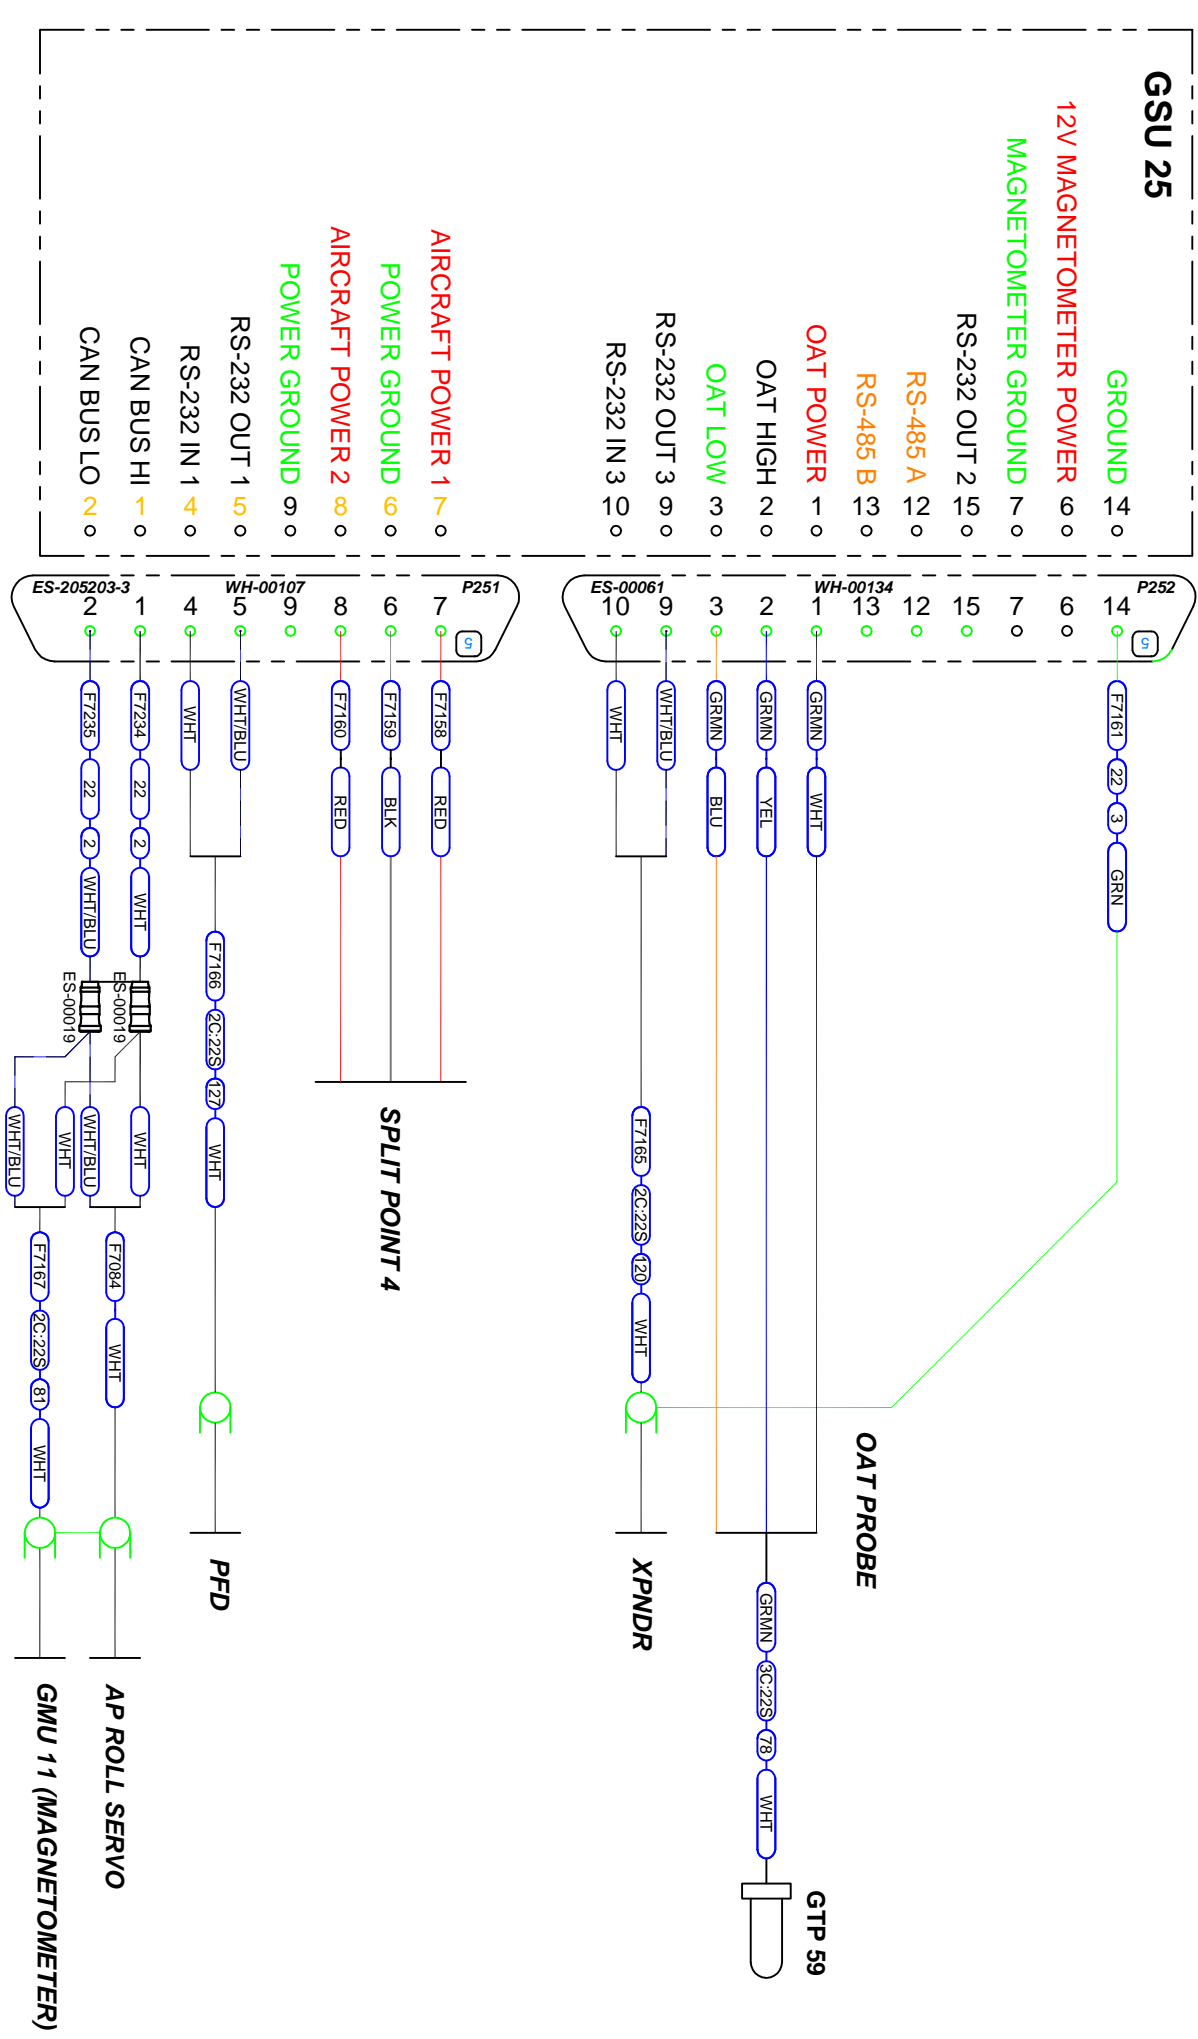 GSU 25
GROUND 14
12V MAGNETOMETER POWER 6
MAGNETOMETER GROUND 7
RS-232 OUT 2 15
RS-485 A 12
RS-485 B 13
OAT POWER 1
OAT HIGH 2
OAT LOW 3
RS-232 OUT 3 9
RS-232 IN 3 10
AIRCRAFT POWER 1 7
POWER GROUND 6
AIRCRAFT POWER 2 8
POWER GROUND 9
RS-232 OUT 1 5
RS-232 IN 1 4
CAN BUS HI 1
CAN BUS LO 2
ES-205203-3 WH-00107 P251
2 1 4 5 9 8 6 7
5
ES-00061 WH-00134 P252
10 9 3 2 1 13 12 15 7 6 14
5
F7161 22 3 GRN
GRMN WHT
GRMN YEL
GRMN BLU
WHT/BLU
WHT
F7165 2C:22S 120 WHT
XPNDR
OAT PROBE
GRMN 3C:22S 78 WHT
GTP 59
F7158 RED
F7159 BLK
F7160 RED
SPLIT POINT 4
WHT/BLU
WHT
F7166 2C:22S 127 WHT
PFD
F7234 22 2 WHT
F7235 22 2 WHT/BLU
ES-00019
ES-00019
WHT
WHT/BLU
WHT
WHT/BLU
F7084 WHT
AP ROLL SERVO
F7167 2C:22S 81 WHT
GMU 11 (MAGNETOMETER)